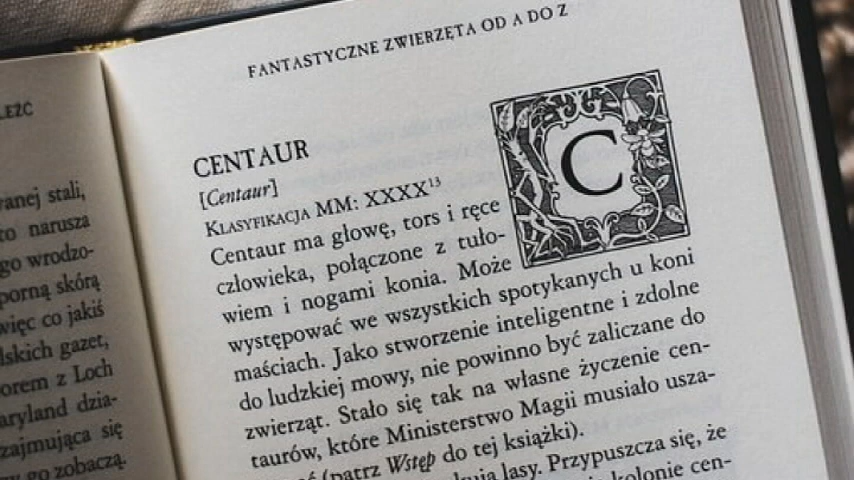 LEŹĆ
anej stali,
to narusza
go wrodzo-
porną skórą
więc co jakiś
lskich gazet,
orem z Loch
aryland dzia-
zajmująca się
go zobaczą.
FANTASTYCZNE ZWIERZĘTA OD A DO Z
C
CENTAUR
[Centaur]
KLASYFIKACJA MM: XXXX13
Centaur ma głowę, tors i ręce
człowieka, połączone z tuło-
wiem i nogami konia. Może
występować we wszystkich spotykanych u koni
maściach. Jako stworzenie inteligentne i zdolne
do ludzkiej mowy, nie powinno być zaliczane do
zwierząt. Stało się tak na własne życzenie cen-
taurów, które Ministerstwo Magii musiało usza-
(patrz Wstęp do tej książki).
lasy. Przypuszcza się, że
kolonie cen-